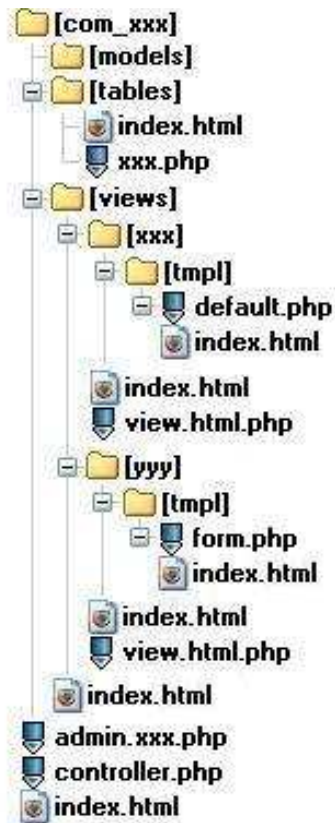 [com_xxx]
[models]
[tables]
index.html
xxx.php
[views]
[xxx]
[tmpl]
default.php
index.html
index.html
view.html.php
[yyy]
[tmpl]
form.php
index.html
index.html
view.html.php
index.html
admin.xxx.php
controller.php
index.html